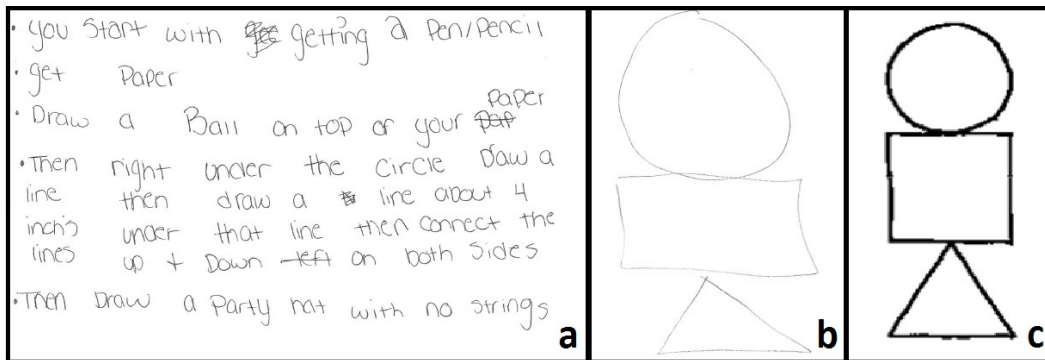 • you Start with getting a Pen/Pencil
• get Paper
• Draw a Ball on top of your Paper
• Then right under the circle Daw a
line then draw a line about 4
inch's under that line then connect the
lines up + Down left on both Sides
• Then Draw a Party hat with no strings
a
b
c